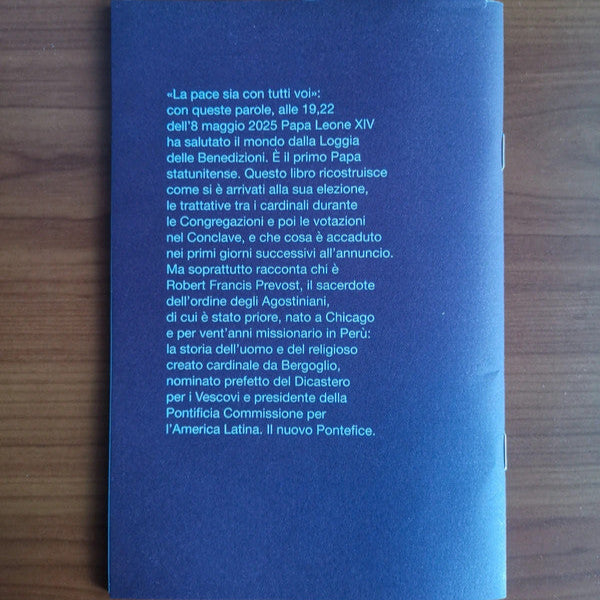 «La pace sia con tutti voi»:
con queste parole, alle 19,22
dell'8 maggio 2025 Papa Leone XIV
ha salutato il mondo dalla Loggia
delle Benedizioni. È il primo Papa
statunitense. Questo libro ricostruisce
come si è arrivati alla sua elezione,
le trattative tra i cardinali durante
le Congregazioni e poi le votazioni
nel Conclave, e che cosa è accaduto
nei primi giorni successivi all'annuncio.
Ma soprattutto racconta chi è
Robert Francis Prevost, il sacerdote
dell'ordine degli Agostiniani,
di cui è stato priore, nato a Chicago
e per vent'anni missionario in Perù:
la storia dell'uomo e del religioso
creato cardinale da Bergoglio,
nominato prefetto del Dicastero
per i Vescovi e presidente della
Pontificia Commissione per
l'America Latina. Il nuovo Pontefice.